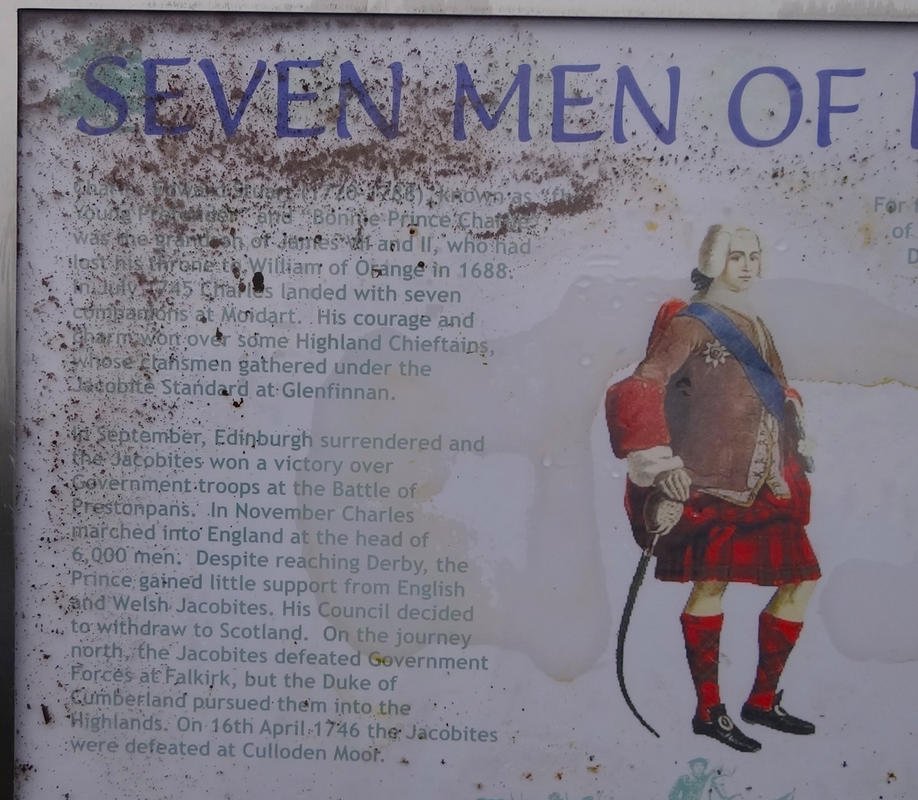 SEVEN MEN OF
Charles Edward Stuart (1720-1788), known as "the
Young Pretender" and "Bonnie Prince Charlie"
was the grandson of James VII and II, who had
lost his throne to William of Orange in 1688.
In July 1745 Charles landed with seven
companions at Moidart. His courage and
charm won over some Highland Chieftains,
whose clansmen gathered under the
Jacobite Standard at Glenfinnan.
In September, Edinburgh surrendered and
the Jacobites won a victory over
Government troops at the Battle of
Prestonpans. In November Charles
marched into England at the head of
6,000 men. Despite reaching Derby, the
Prince gained little support from English
and Welsh Jacobites. His Council decided
to withdraw to Scotland. On the journey
north, the Jacobites defeated Government
Forces at Falkirk, but the Duke of
Cumberland pursued them into the
Highlands. On 16th April 1746 the Jacobites
were defeated at Culloden Moor.
For
of